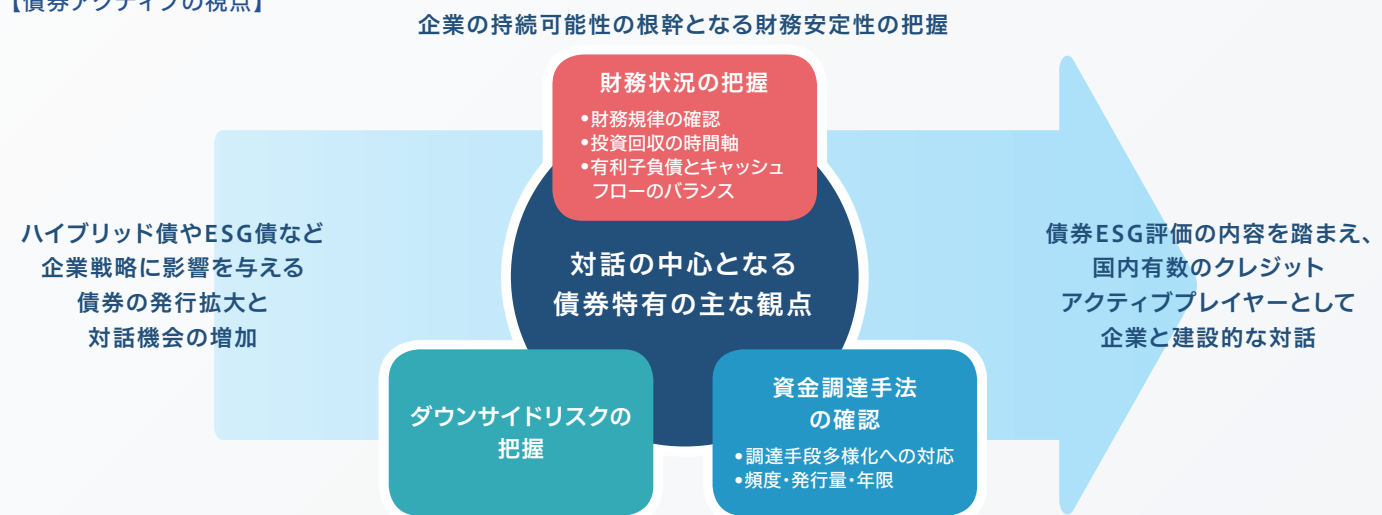 【債券アクティブの視点】
企業の持続可能性の根幹となる財務安定性の把握
財務状況の把握
•財務規律の確認
•投資回収の時間軸
•有利子負債とキャッシュ
フローのバランス
ハイブリッド債やESG債など
企業戦略に影響を与える
債券の発行拡大と
対話機会の増加
対話の中心となる
債券特有の主な観点
債券ESG評価の内容を踏まえ、
国内有数のクレジット
アクティブプレイヤーとして
企業と建設的な対話
ダウンサイドリスクの
把握
資金調達手法
の確認
•調達手段多様化への対応
•頻度・発行量・年限